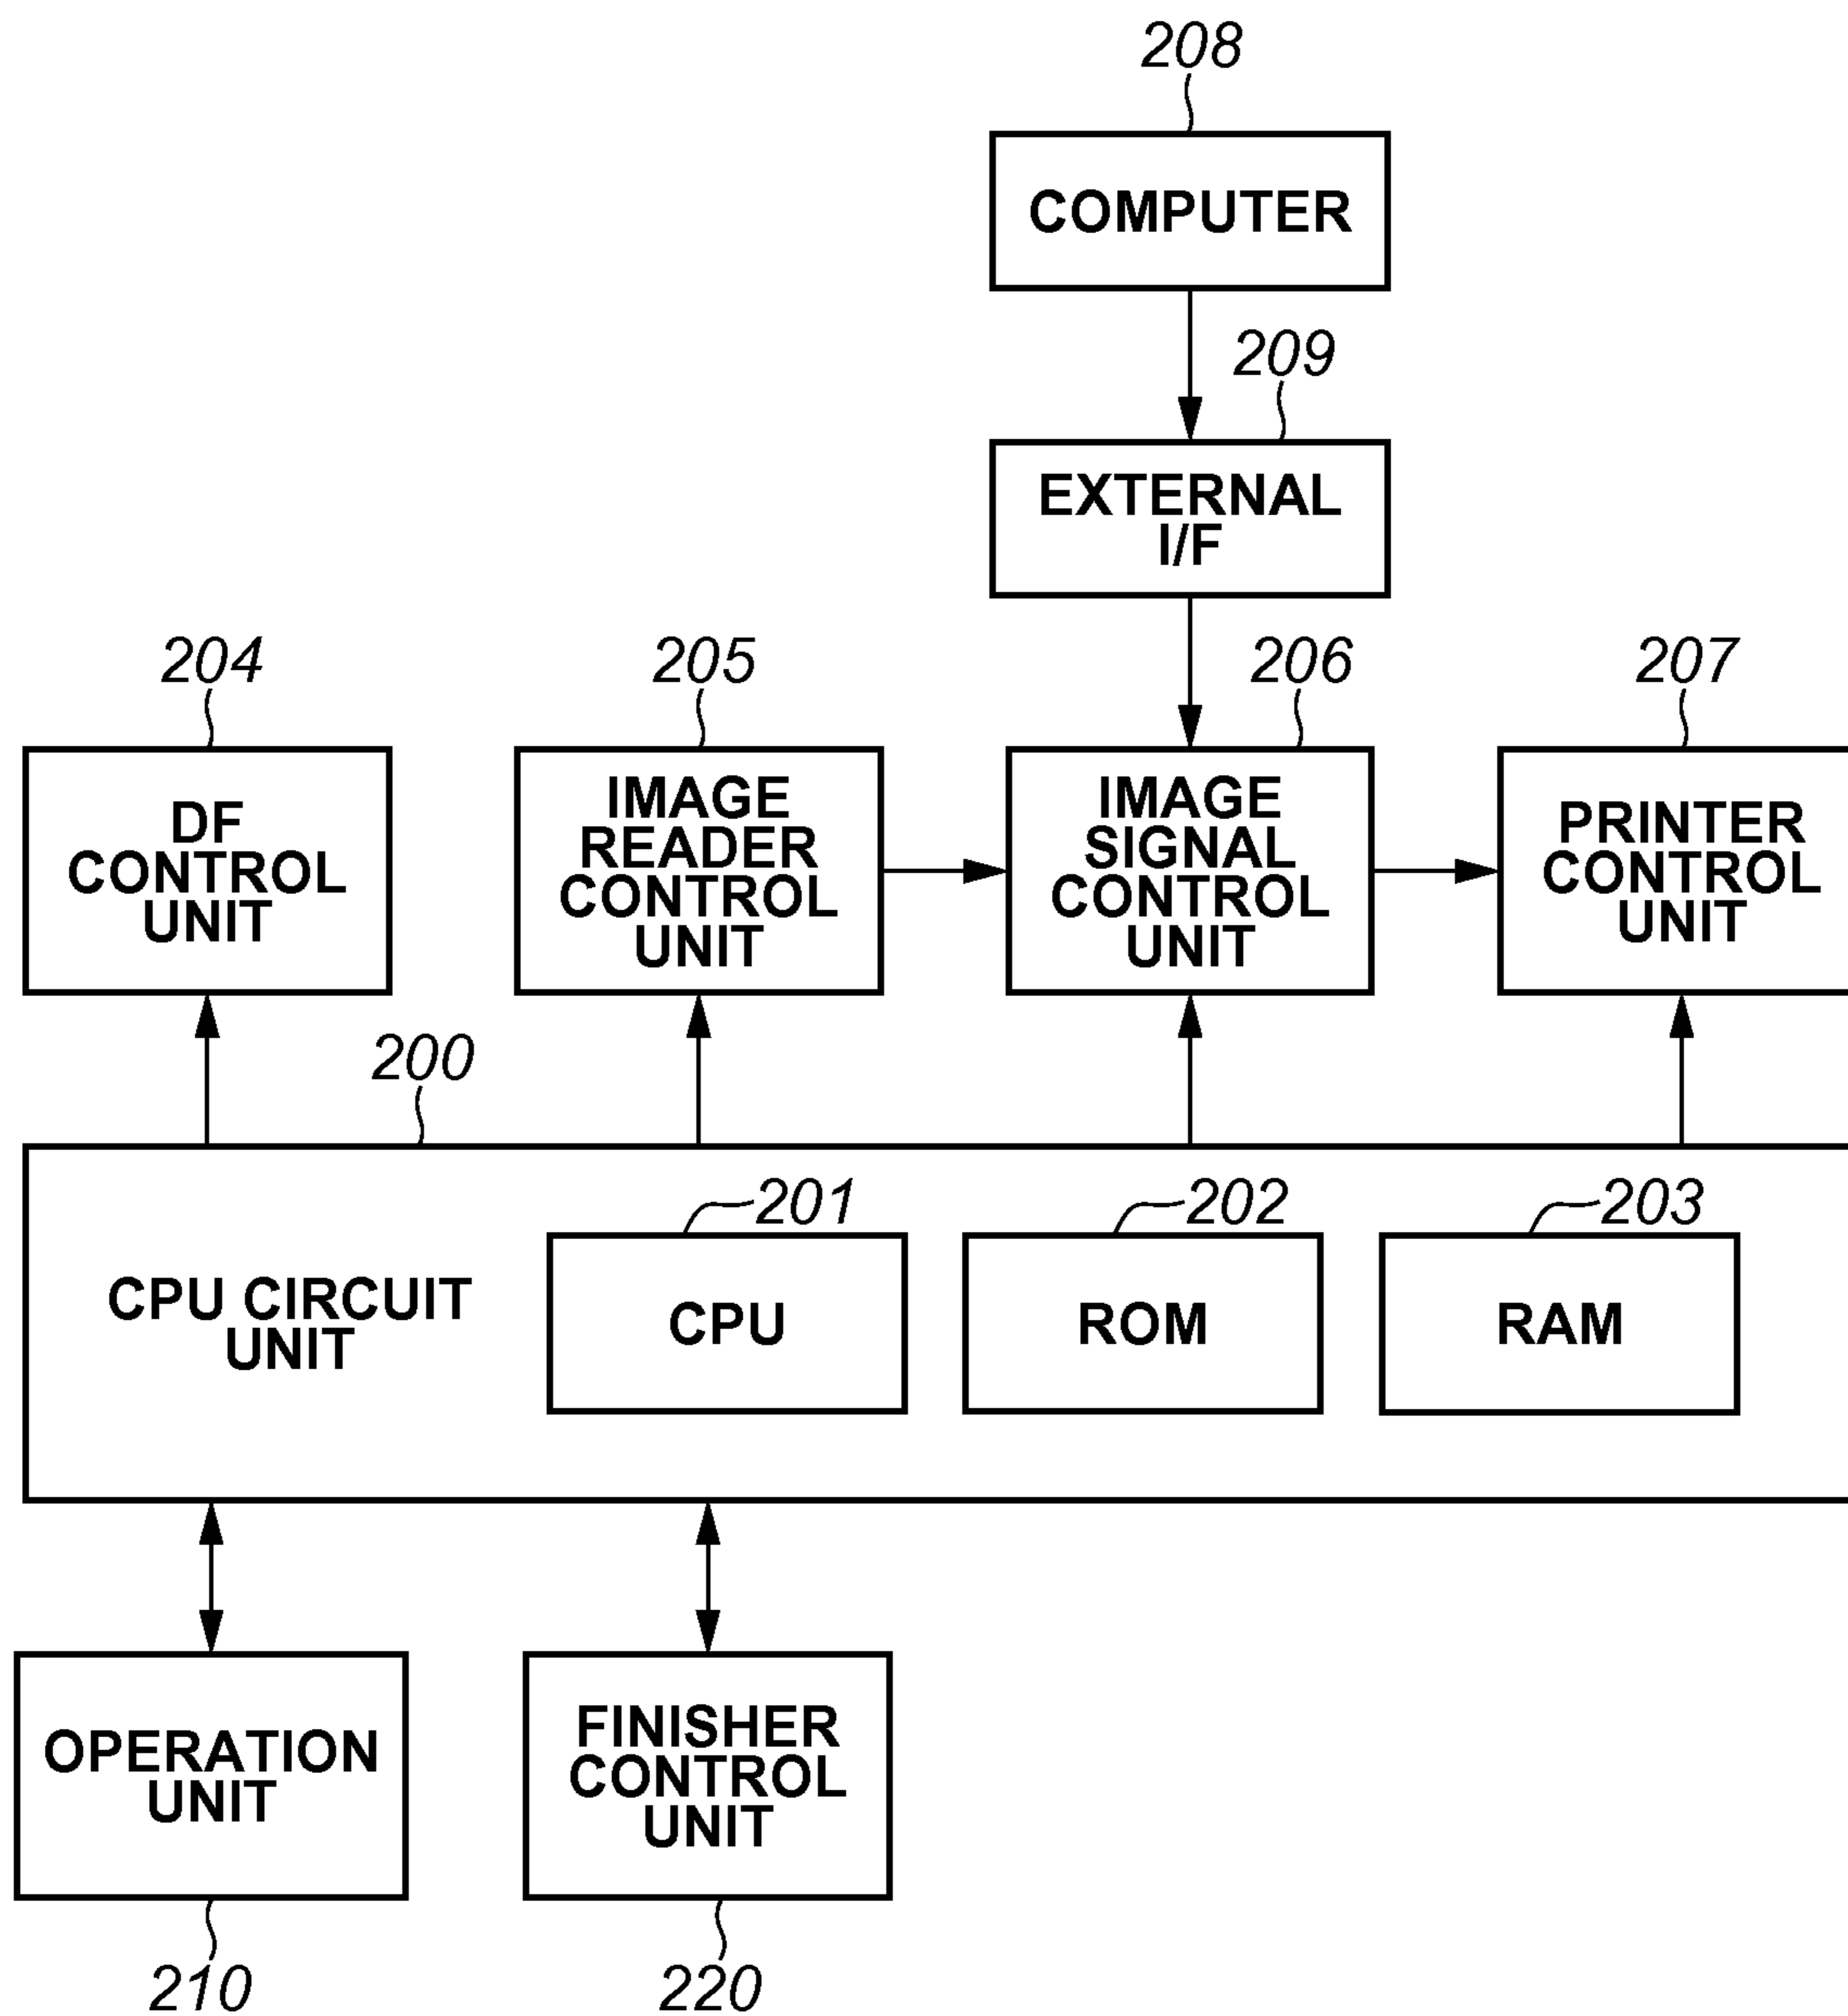 208
COMPUTER
209
EXTERNAL
I/F
204
205
206
207
DF
CONTROL
UNIT
IMAGE
READER
CONTROL
UNIT
IMAGE
SIGNAL
CONTROL
UNIT
PRINTER
CONTROL
UNIT
200
CPU CIRCUIT
UNIT
201
CPU
202
ROM
203
RAM
OPERATION
UNIT
FINISHER
CONTROL
UNIT
210
220